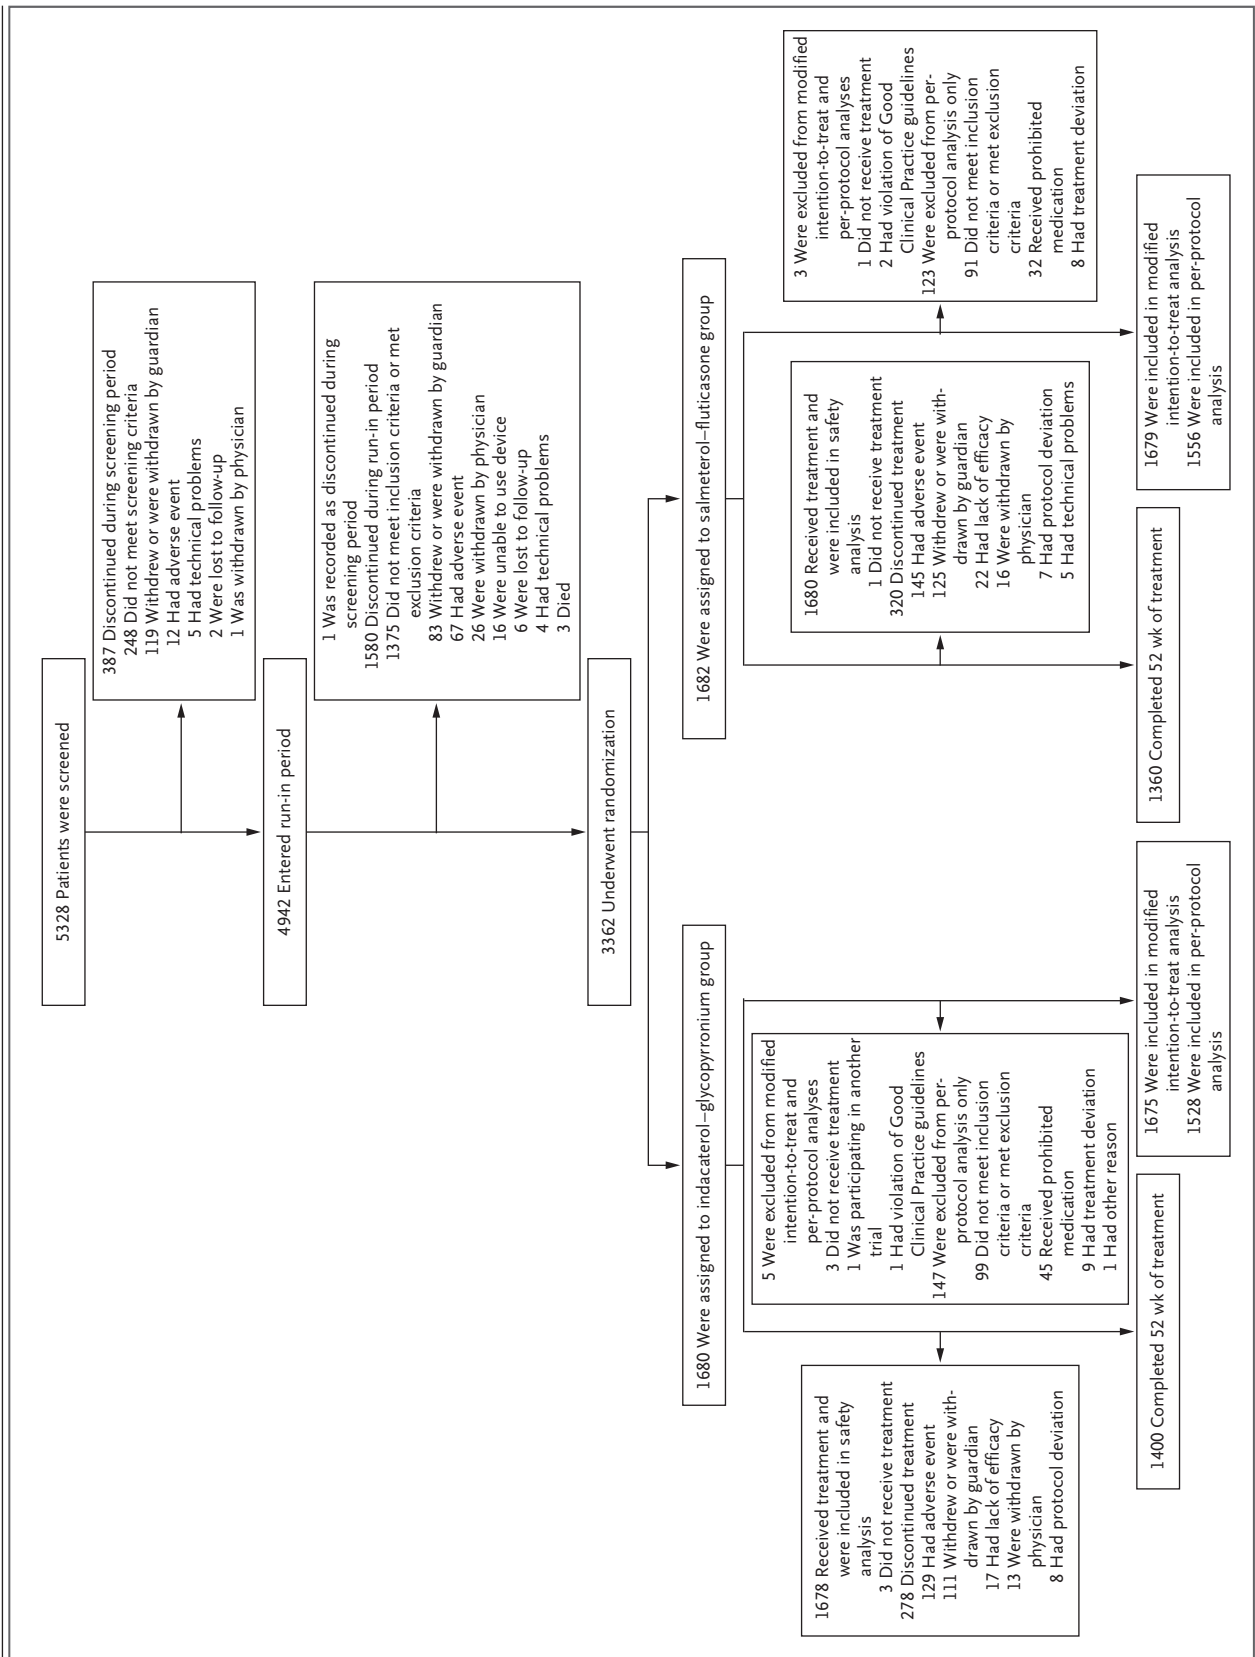 5328 Patients were screened
387 Discontinued during screening period
248 Did not meet screening criteria
119 Withdrew or were withdrawn by guardian
12 Had adverse event
5 Had technical problems
2 Were lost to follow-up
1 Was withdrawn by physician
4942 Entered run-in period
1 Was recorded as discontinued during
screening period
1580 Discontinued during run-in period
1375 Did not meet inclusion criteria or met
exclusion criteria
83 Withdrew or were withdrawn by guardian
67 Had adverse event
26 Were withdrawn by physician
16 Were unable to use device
6 Were lost to follow-up
4 Had technical problems
3 Died
3362 Underwent randomization
1680 Were assigned to indacaterol–glycopyrronium group
1682 Were assigned to salmeterol–fluticasone group
1678 Received treatment and
were included in safety
analysis
3 Did not receive treatment
278 Discontinued treatment
129 Had adverse event
111 Withdrew or were with-
drawn by guardian
17 Had lack of efficacy
13 Were withdrawn by
physician
8 Had protocol deviation
5 Were excluded from modified
intention-to-treat and
per-protocol analyses
3 Did not receive treatment
1 Was participating in another
trial
1 Had violation of Good
Clinical Practice guidelines
147 Were excluded from per-
protocol analysis only
99 Did not meet inclusion
criteria or met exclusion
criteria
45 Received prohibited
medication
9 Had treatment deviation
1 Had other reason
1680 Received treatment and
were included in safety
analysis
1 Did not receive treatment
320 Discontinued treatment
145 Had adverse event
125 Withdrew or were with-
drawn by guardian
22 Had lack of efficacy
16 Were withdrawn by
physician
7 Had protocol deviation
5 Had technical problems
3 Were excluded from modified
intention-to-treat and
per-protocol analyses
1 Did not receive treatment
2 Had violation of Good
Clinical Practice guidelines
123 Were excluded from per-
protocol analysis only
91 Did not meet inclusion
criteria or met exclusion
criteria
32 Received prohibited
medication
8 Had treatment deviation
1400 Completed 52 wk of treatment
1675 Were included in modified
intention-to-treat analysis
1528 Were included in per-protocol
analysis
1360 Completed 52 wk of treatment
1679 Were included in modified
intention-to-treat analysis
1556 Were included in per-protocol
analysis